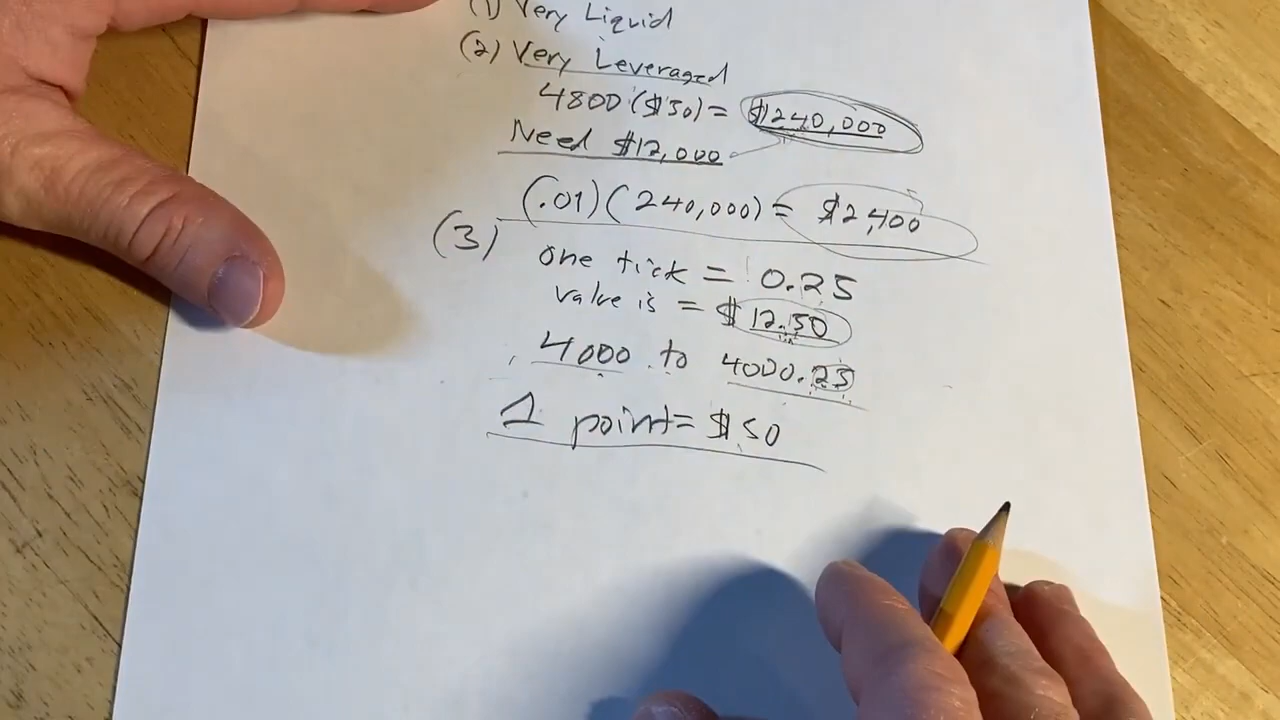 (1) Very Liquid
(2) Very Leveraged
4800 ($50) = $240,000
Need $12,000
(.01)(240,000) = $2,400
(3) one tick = 0.25
value is = $12.50
4000 to 4000.25
1 point = $50